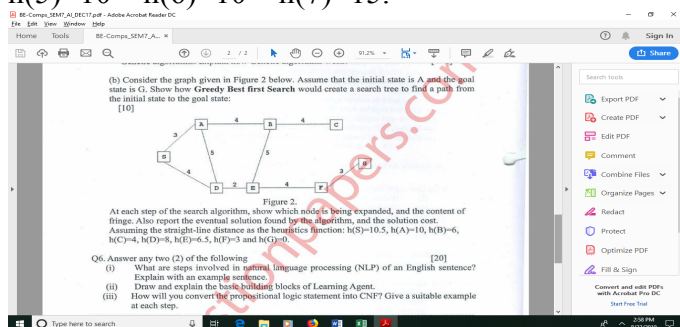 BE-Comps_SEM7_AI_DEC17.pdf - Adobe Acrobat Reader DC
File Edit View Window Help
Home Tools BE-Comps_SEM7_A... × Sign In
2 / 2 91.2% Share
(b) Consider the graph given in Figure 2 below. Assume that the initial state is A and the goal
state is G. Show how Greedy Best first Search would create a search tree to find a path from
the initial state to the goal state:
[10]
A 4 B 4 C
3
S 5 5 3 G
4
D 2 E 4 F
Figure 2.
At each step of the search algorithm, show which node is being expanded, and the content of
fringe. Also report the eventual solution found by the algorithm, and the solution cost.
Assuming the straight-line distance as the heuristics function: h(S)=10.5, h(A)=10, h(B)=6,
h(C)=4, h(D)=8, h(E)=6.5, h(F)=3 and h(G)=0.
Q6. Answer any two (2) of the following [20]
(i) What are steps involved in natural language processing (NLP) of an English sentence?
Explain with an example sentence.
(ii) Draw and explain the basic building blocks of Learning Agent.
(iii) How will you convert the propositional logic statement into CNF? Give a suitable example
at each step.
Search tools
Export PDF
Create PDF
Edit PDF
Comment
Combine Files
Organize Pages
Redact
Protect
Optimize PDF
Fill & Sign
Convert and edit PDFs
with Acrobat Pro DC
Start Free Trial
Type here to search
2:58 PM